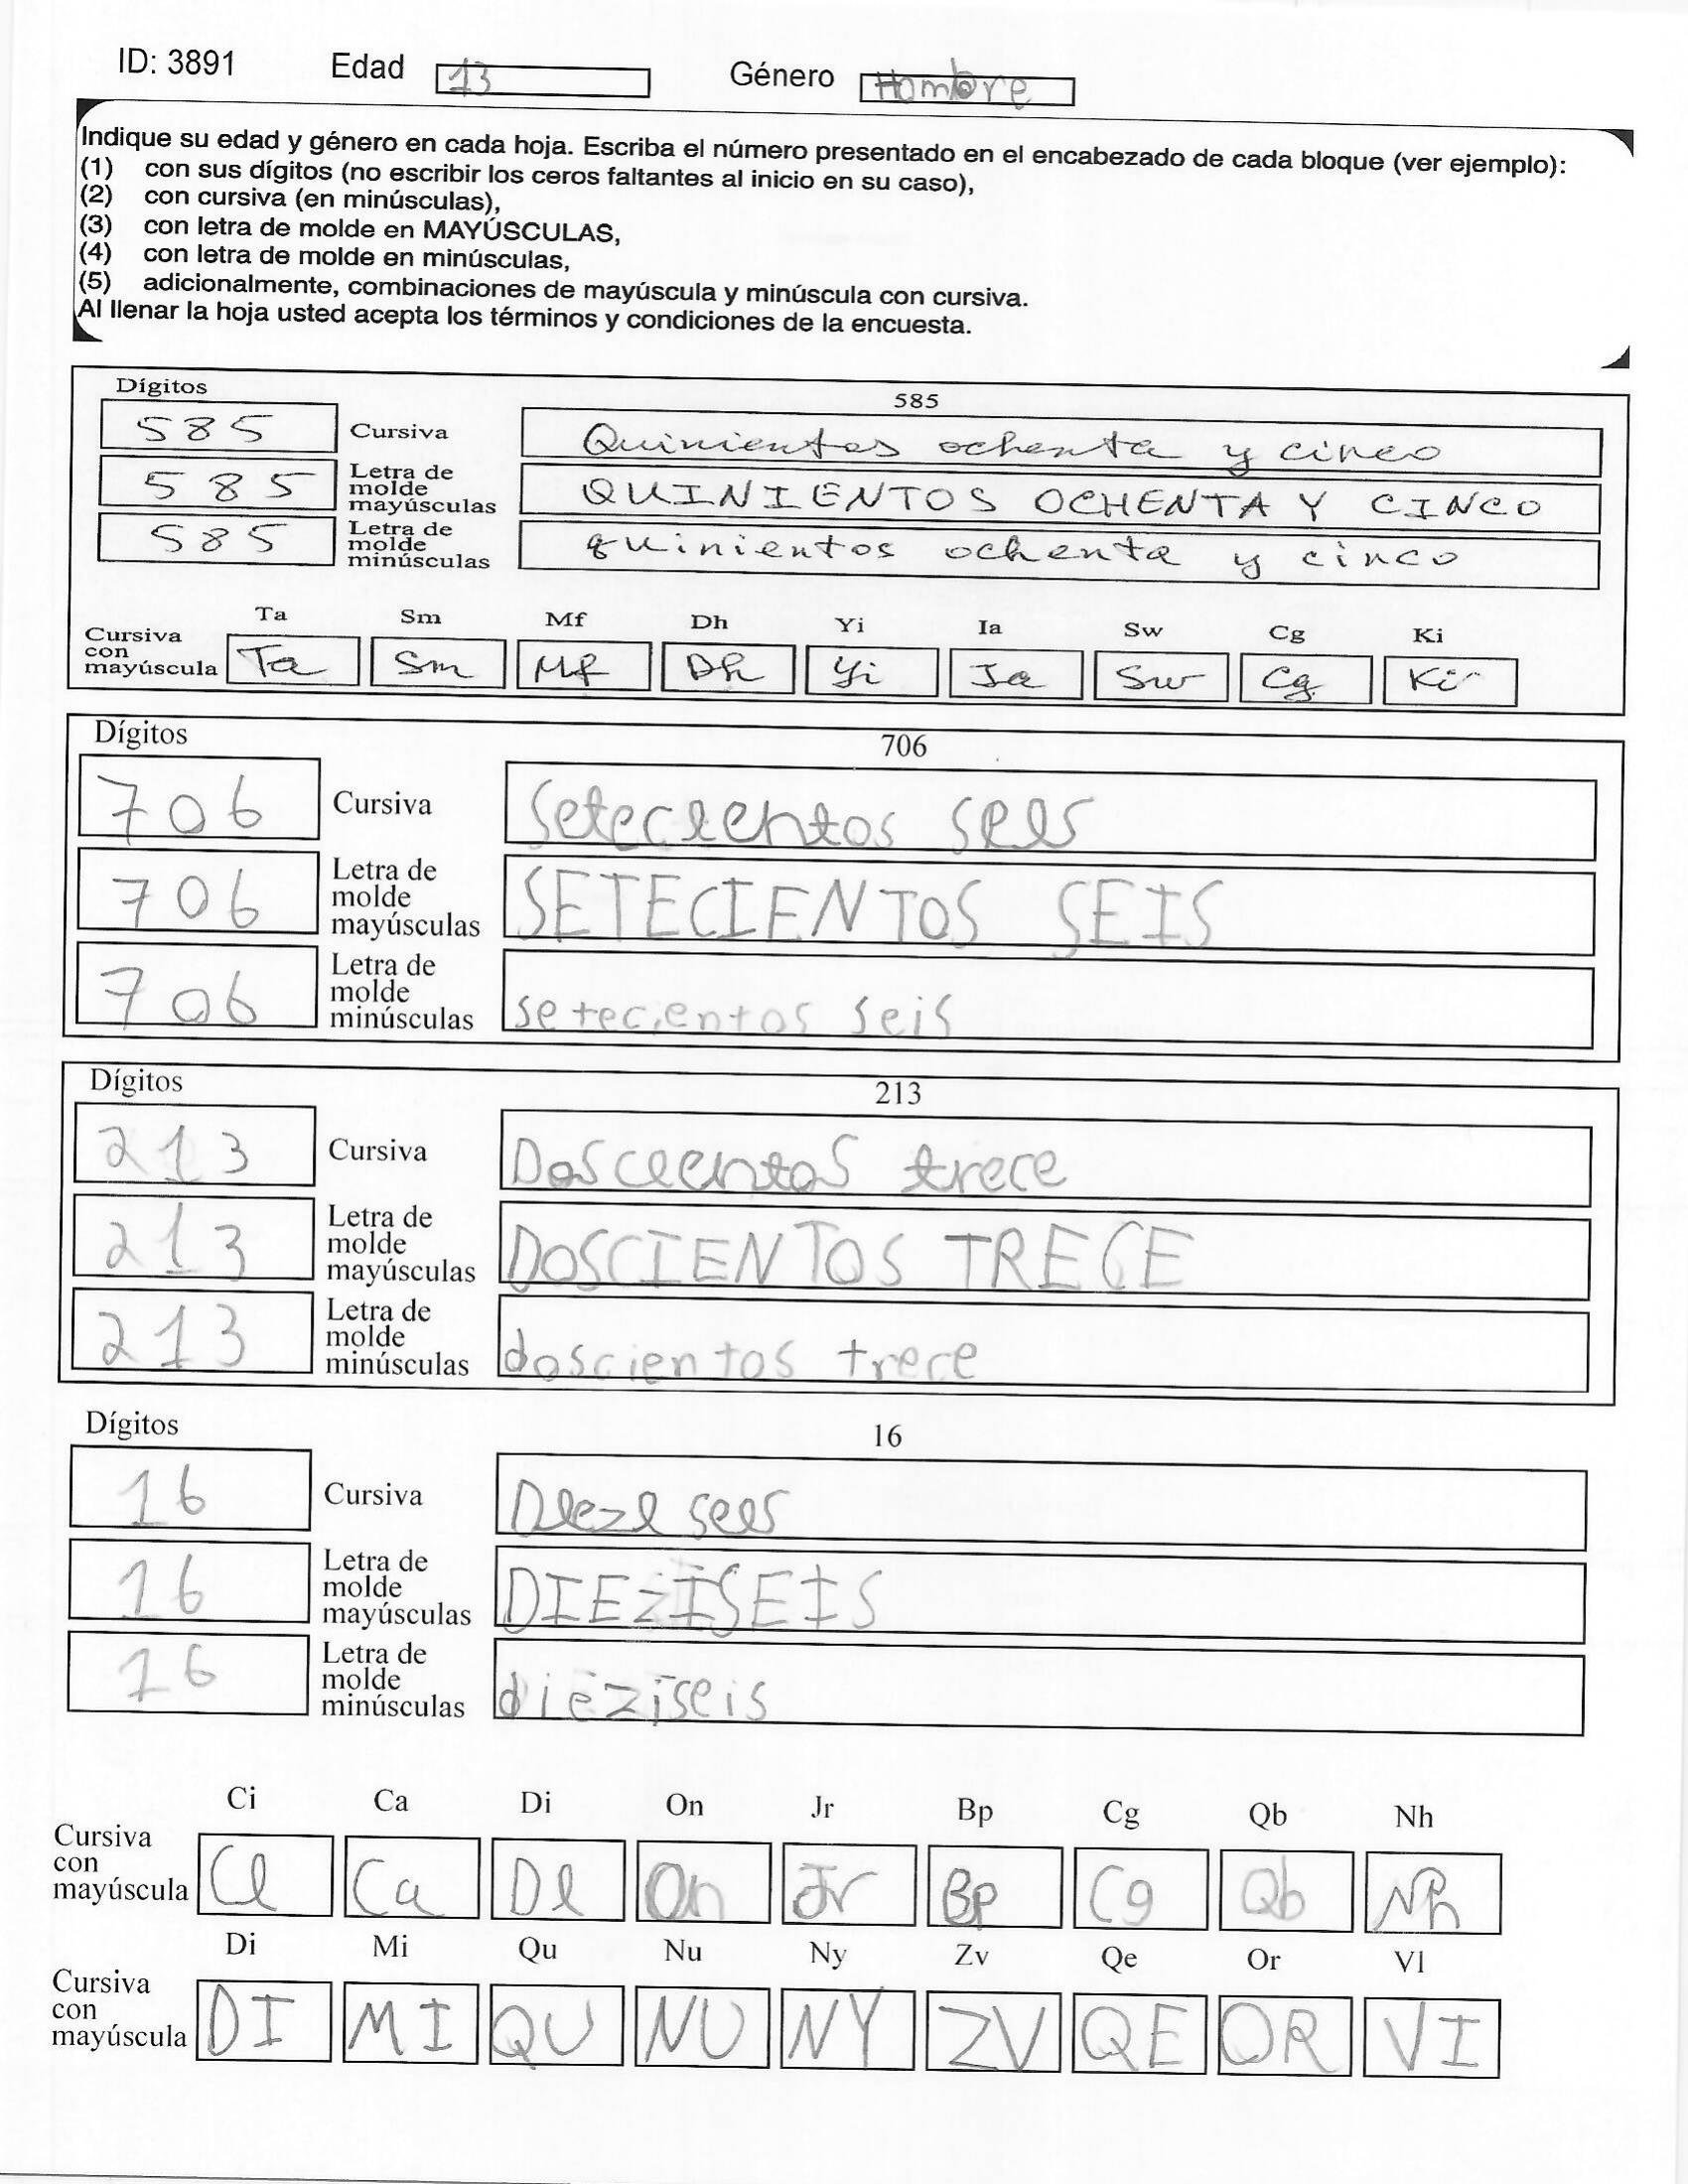 ID: 3891 Edad 13 Género Hombre
Indique su edad y género en cada hoja. Escriba el número presentado en el encabezado de cada bloque (ver ejemplo):
(1) con sus dígitos (no escribir los ceros faltantes al inicio en su caso),
(2) con cursiva (en minúsculas),
(3) con letra de molde en MAYÚSCULAS,
(4) con letra de molde en minúsculas,
(5) adicionalmente, combinaciones de mayúscula y minúscula con cursiva.
Al llenar la hoja usted acepta los términos y condiciones de la encuesta.
Dígitos 585
585 Cursiva Quinientos ochenta y cinco
585 Letra de molde mayúsculas QUINIENTOS OCHENTA Y CINCO
585 Letra de molde minúsculas quinientos ochenta y cinco
Ta Sm Mf Dh Yi Ia Sw Cg Ki
Cursiva con mayúscula Ta Sm Mf Dh Yi Ia Sw Cg Ki
Dígitos 706
706 Cursiva Setecientos seis
706 Letra de molde mayúsculas SETECIENTOS SEIS
706 Letra de molde minúsculas setecientos seis
Dígitos 213
213 Cursiva Doscientos trece
213 Letra de molde mayúsculas DOSCIENTOS TRECE
213 Letra de molde minúsculas doscientos trece
Dígitos 16
16 Cursiva Diezi seis
16 Letra de molde mayúsculas DIEZISEIS
16 Letra de molde minúsculas dieziseis
Ci Ca Di On Jr Bp Cg Qb Nh
Cursiva con mayúscula Ci Ca Di On Jr Bp Cg Qb Nh
Di Mi Qu Nu Ny Zv Qe Or Vl
Cursiva con mayúscula DI MI QU NU NY ZV QE OR VI